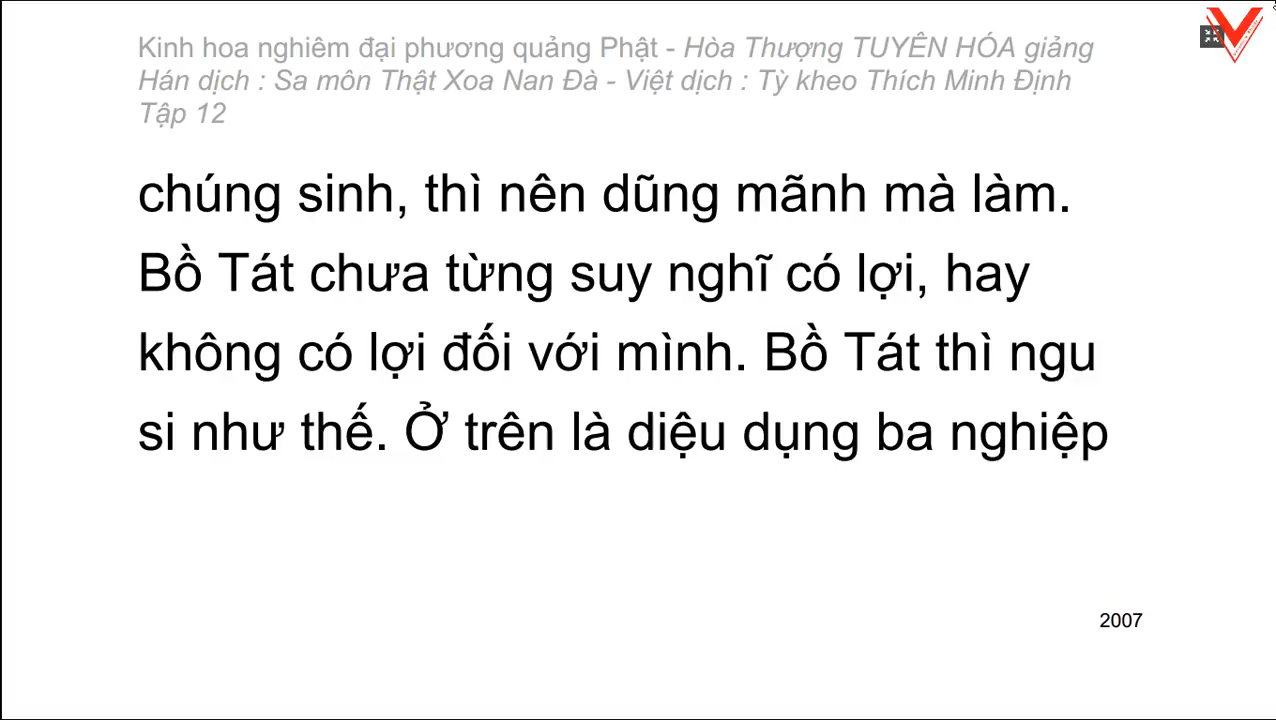 Kinh hoa nghiêm đại phương quảng Phật - Hòa Thượng TUYÊN HÓA giảng
Hán dịch : Sa môn Thật Xoa Nan Đà - Việt dịch : Tỳ kheo Thích Minh Định
Tập 12
chúng sinh, thì nên dũng mãnh mà làm.
Bồ Tát chưa từng suy nghĩ có lợi, hay
không có lợi đối với mình. Bồ Tát thì ngu
si như thế. Ở trên là diệu dụng ba nghiệp
2007